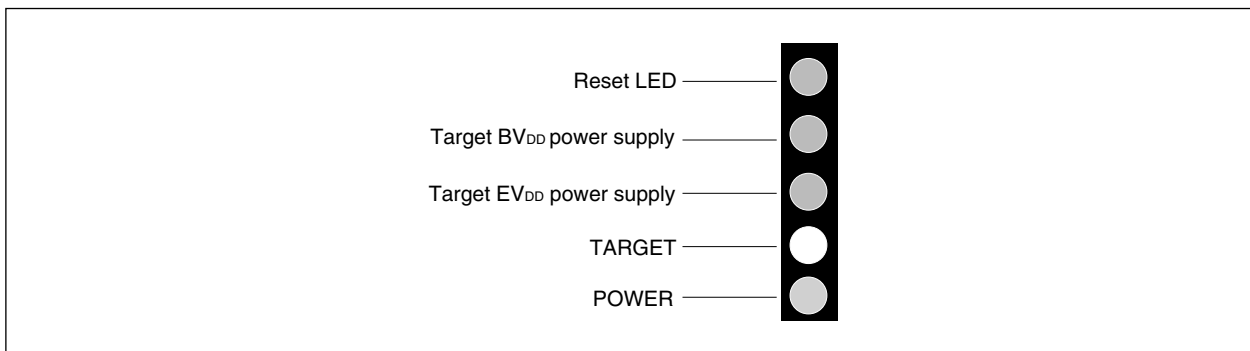 Reset LED
Target BVDD power supply
Target EVDD power supply
TARGET
POWER